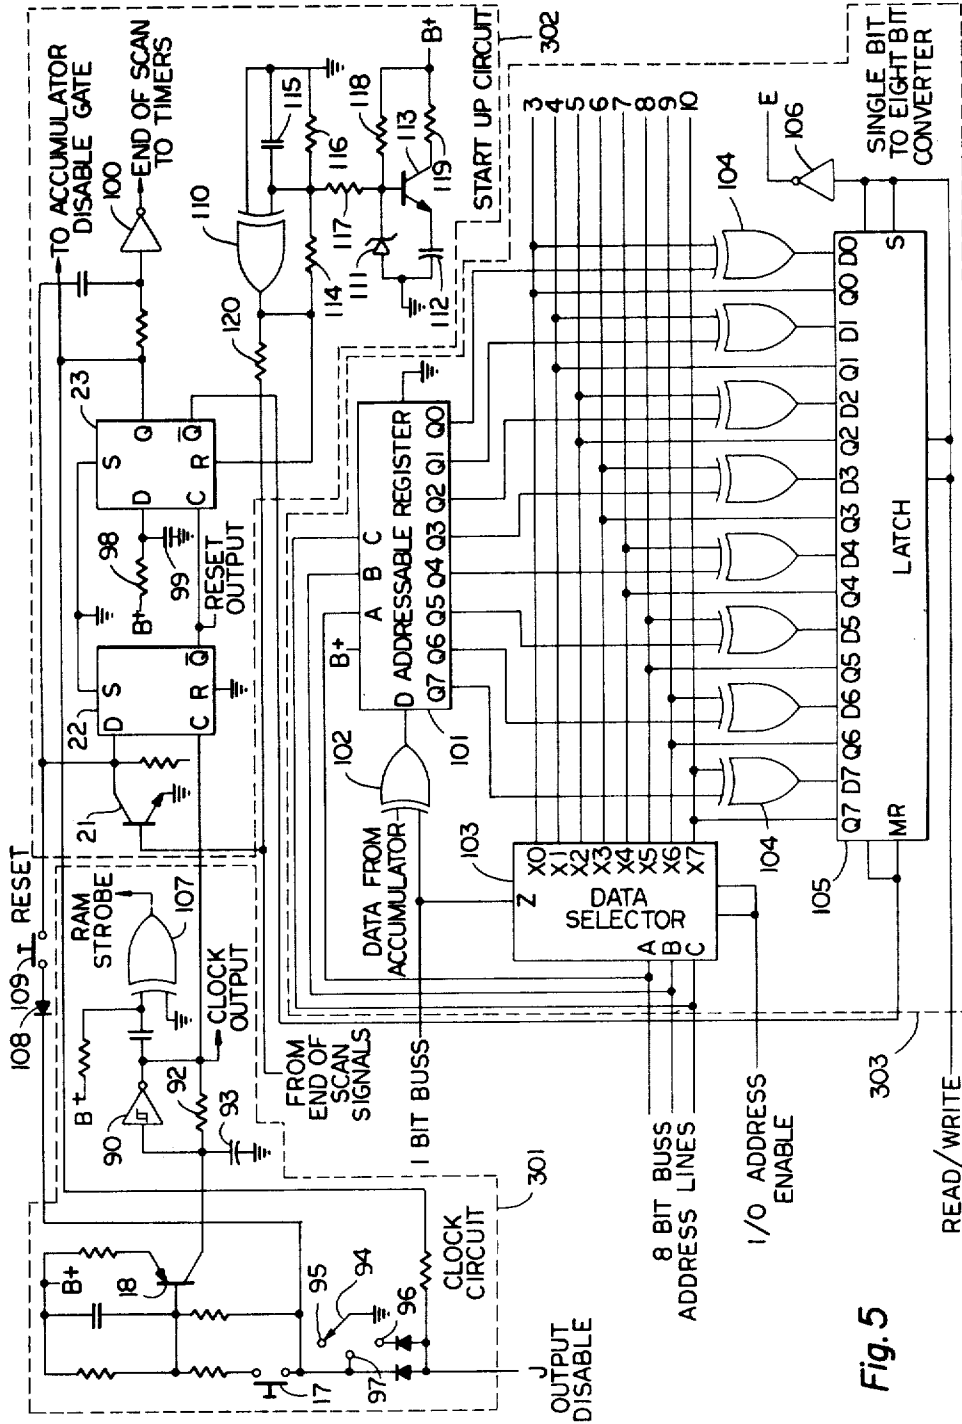 TO ACCUMULATOR
DISABLE GATE
100
END OF SCAN
TO TIMERS
RESET
109
108
RAM
STROBE
107
B+
90
CLOCK
OUTPUT
92
93
21
22
D
S
C
R
Q̄
B+
98
99
RESET
OUTPUT
23
S
D
Q
C
Q̄
R
120
110
115
116
114
117
118
111
113
112
119
B+
START UP CIRCUIT
302
B+
18
95
94
96
97
17
CLOCK
CIRCUIT
301
J
OUTPUT
DISABLE
FROM
END OF
SCAN
SIGNALS
1 BIT BUSS
DATA FROM
ACCUMULATOR
102
B+
A
B
C
D ADDRESSABLE REGISTER
Q7 Q6 Q5 Q4 Q3 Q2 Q1 Q0
101
103
Z
DATA
SELECTOR
A
B
C
X0
X1
X2
X3
X4
X5
X6
X7
3
4
5
6
7
8
9
10
8 BIT BUSS
ADDRESS LINES
I/O ADDRESS
ENABLE
104
104
105
Q7 D7 Q6 D6 Q5 D5 Q4 D4 Q3 D3 Q2 D2 Q1 D1 Q0 D0
MR
LATCH
S
E
106
SINGLE BIT
TO EIGHT BIT
CONVERTER
303
READ/WRITE
Fig. 5